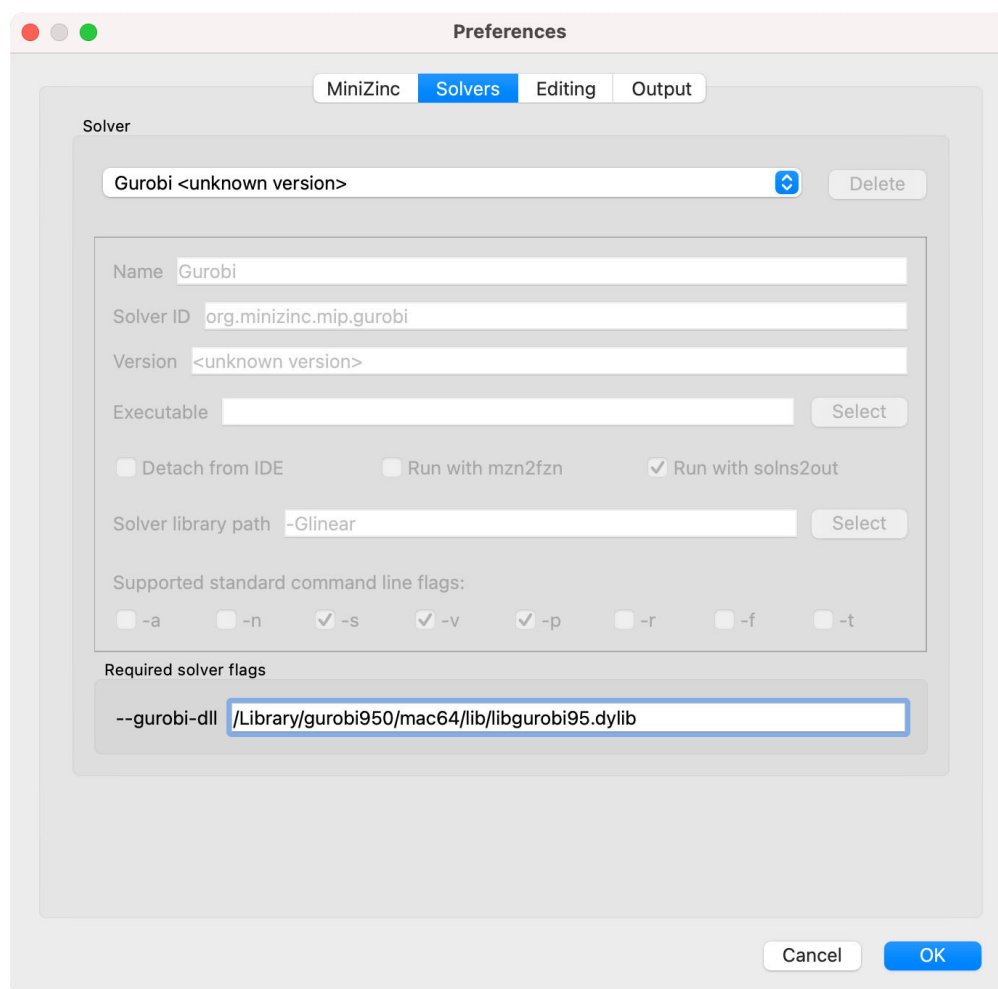 Preferences
MiniZinc Solvers Editing Output
Solver
Gurobi <unknown version> Delete
Name Gurobi
Solver ID org.minizinc.mip.gurobi
Version <unknown version>
Executable Select
Detach from IDE Run with mzn2fzn Run with solns2out
Solver library path -Glinear Select
Supported standard command line flags:
-a -n -s -v -p -r -f -t
Required solver flags
--gurobi-dll /Library/gurobi950/mac64/lib/libgurobi95.dylib
Cancel OK